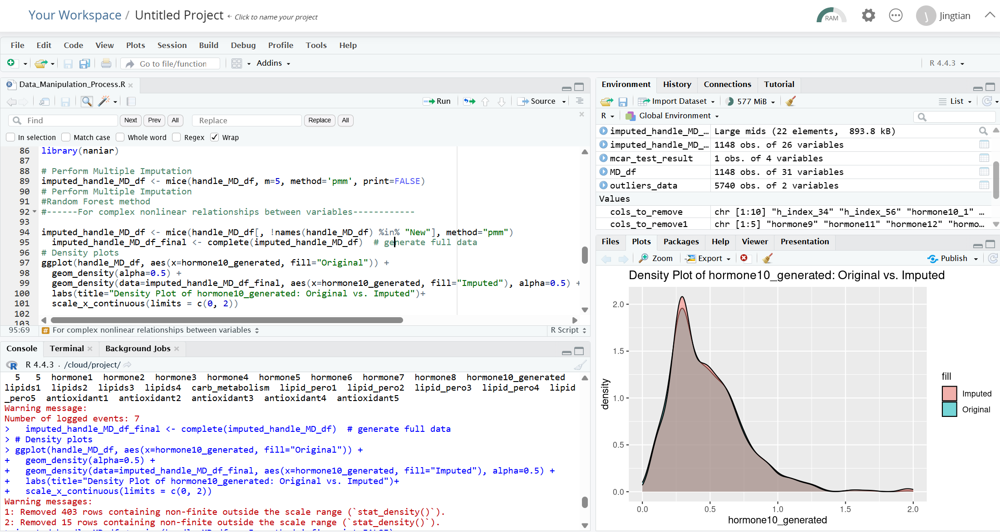 Your Workspace / Untitled Project Click to name your project
RAM
J
Jingtian
File Edit Code View Plots Session Build Debug Profile Tools Help
Go to file/function
Addins
R 4.4.3
Data_Manipulation_Process.R
Run
Source
Find
Next
Prev
All
Replace
Replace
All
In selection
Match case
Whole word
Regex
Wrap
86 library(naniar)
87
88 # Perform Multiple Imputation
89 imputed_handle_MD_df <- mice(handle_MD_df, m=5, method='pmm', print=FALSE)
90 # Perform Multiple Imputation
91 #Random Forest method
92 #------For complex nonlinear relationships between variables------------
93
94 imputed_handle_MD_df <- mice(handle_MD_df[, !names(handle_MD_df) %in% "New"], method="pmm")
95 imputed_handle_MD_df_final <- complete(imputed_handle_MD_df) # generate full data
96 # Density plots
97 ggplot(handle_MD_df, aes(x=hormone10_generated, fill="Original")) +
98 geom_density(alpha=0.5) +
99 geom_density(data=imputed_handle_MD_df_final, aes(x=hormone10_generated, fill="Imputed"), alpha=0.5) +
100 labs(title="Density Plot of hormone10_generated: Original vs. Imputed")+
101 scale_x_continuous(limits = c(0, 2))
102
103
95:69
# For complex nonlinear relationships between variables
R Script
Console Terminal Background Jobs
R 4.4.3 · /cloud/project/
5 5 hormone1 hormone2 hormone3 hormone4 hormone5 hormone6 hormone7 hormone8 hormone10_generated
lipids1 lipids2 lipids3 lipids4 carb_metabolism lipid_pero1 lipid_pero2 lipid_pero3 lipid_pero4 lipid
_pero5 antioxidant1 antioxidant2 antioxidant3 antioxidant4 antioxidant5
Warning message:
Number of logged events: 7
> imputed_handle_MD_df_final <- complete(imputed_handle_MD_df) # generate full data
> # Density plots
> ggplot(handle_MD_df, aes(x=hormone10_generated, fill="Original")) +
+ geom_density(alpha=0.5) +
+ geom_density(data=imputed_handle_MD_df_final, aes(x=hormone10_generated, fill="Imputed"), alpha=0.5) +
+ labs(title="Density Plot of hormone10_generated: Original vs. Imputed")+
+ scale_x_continuous(limits = c(0, 2))
Warning messages:
1: Removed 403 rows containing non-finite outside the scale range (`stat_density()`).
2: Removed 15 rows containing non-finite outside the scale range (`stat_density()`).
Environment History Connections Tutorial
Import Dataset
577 MiB
List
R
Global Environment
imputed_handle_MD_… Large mids (22 elements, 893.8 kB)
imputed_handle_MD_… 1148 obs. of 26 variables
mcar_test_result 1 obs. of 4 variables
MD_df 1148 obs. of 31 variables
outliers_data 5740 obs. of 2 variables
Values
cols_to_remove chr [1:10] "h_index_34" "h_index_56" "hormone10_1" …
cols_to_remove1 chr [1:5] "hormone9" "hormone11" "hormone12" "hormo…
Files Plots Packages Help Viewer Presentation
Zoom
Export
Publish
Density Plot of hormone10_generated: Original vs. Imputed
2.0
1.5
1.0
0.5
0.0
density
0.0 0.5 1.0 1.5 2.0
hormone10_generated
fill
Imputed
Original